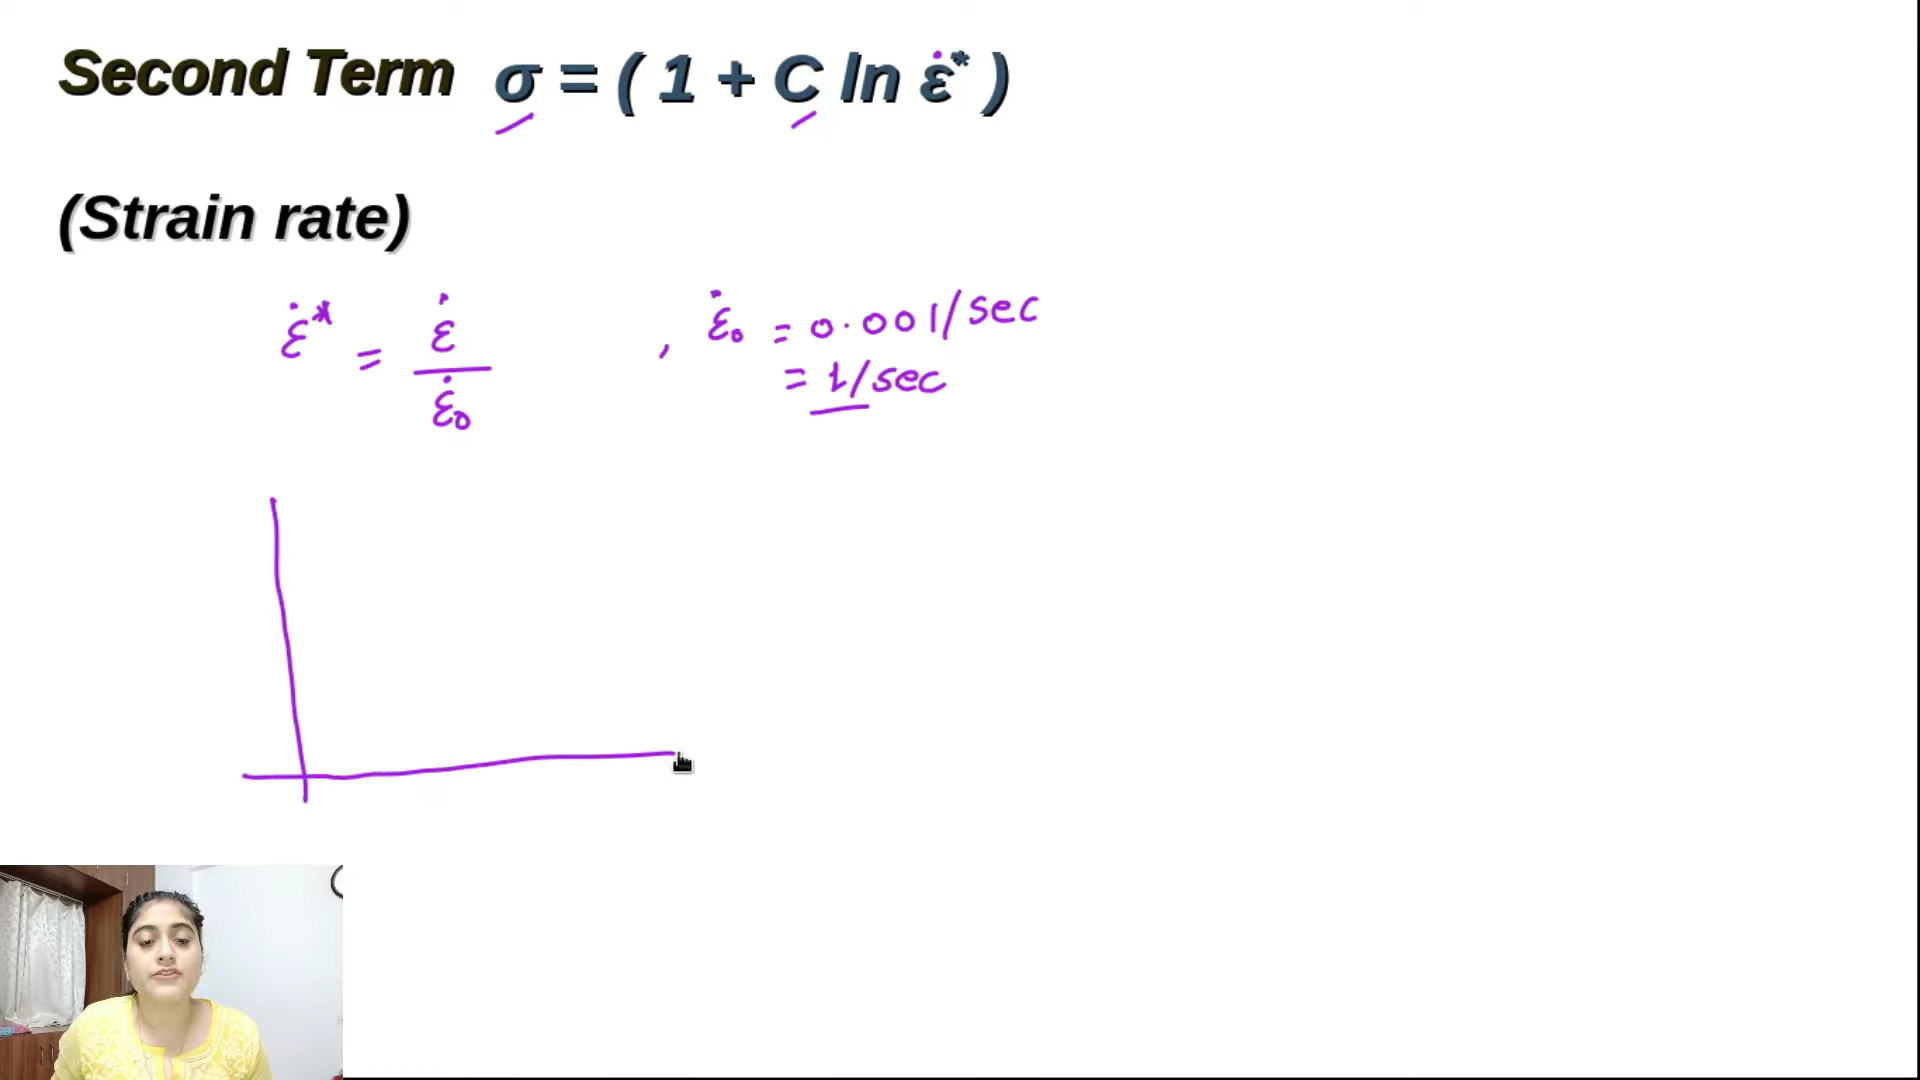 Second Term σ = ( 1 + C ln ε̇* )
(Strain rate)
ε̇* = ε̇ / ε̇₀ , ε̇₀ = 0.001/sec
= 1/sec